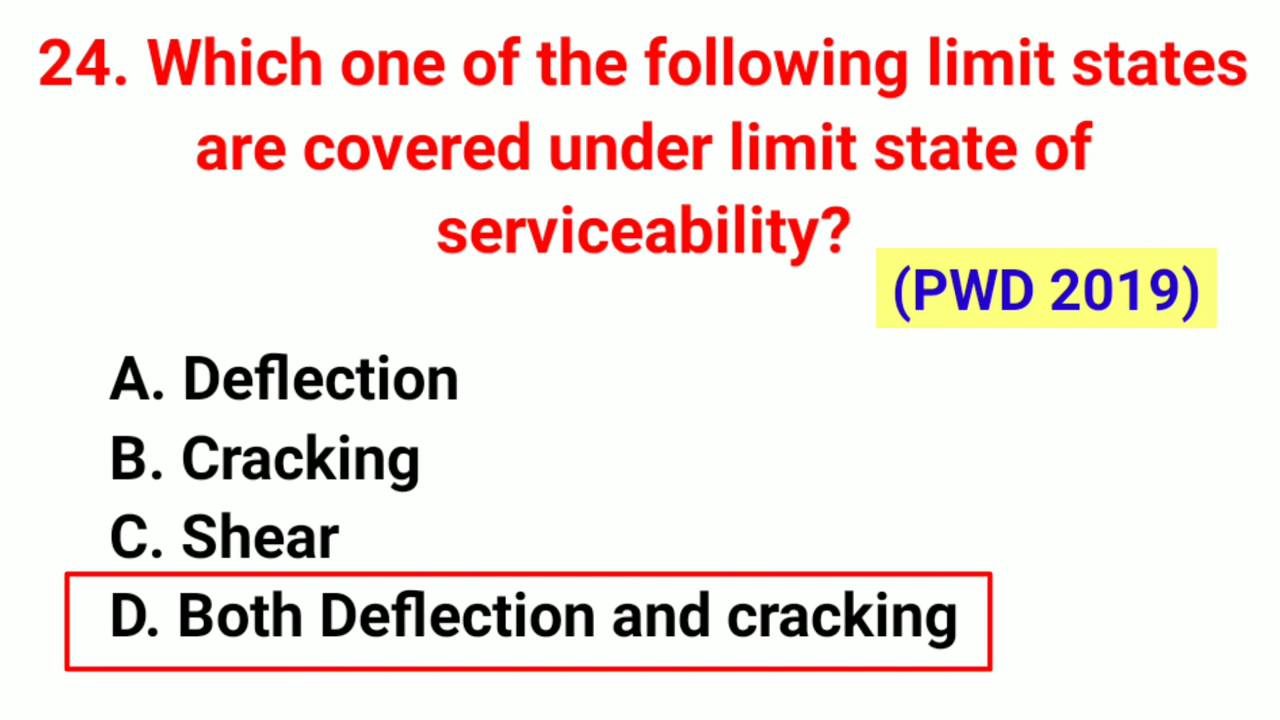 24. Which one of the following limit states
are covered under limit state of
serviceability?
(PWD 2019)
A. Deflection
B. Cracking
C. Shear
D. Both Deflection and cracking